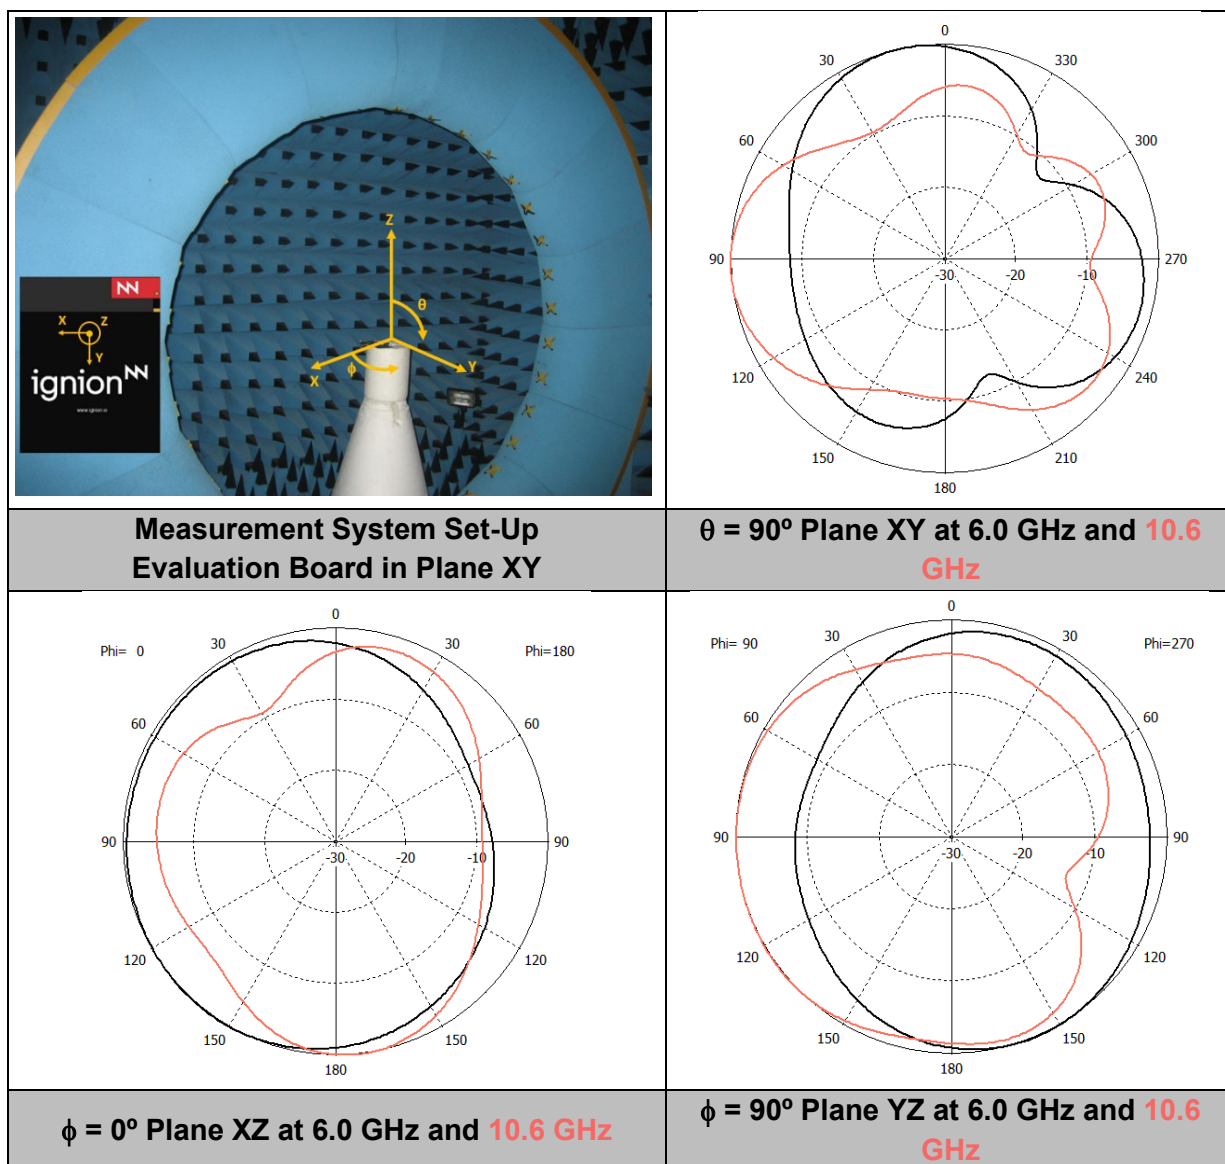 Z
θ
X
Y
ϕ
X
Z
Y
ignion
www.ignion.io
0
30
330
60
300
90
-30
-20
-10
270
120
240
150
210
180
Measurement System Set-Up
Evaluation Board in Plane XY
θ = 90º Plane XY at 6.0 GHz and 10.6
GHz
0
30
30
Phi= 0
Phi=180
60
60
90
-30
-20
-10
90
120
120
150
150
180
0
30
30
Phi= 90
Phi=270
60
60
90
-30
-20
-10
90
120
120
150
150
180
ϕ = 0º Plane XZ at 6.0 GHz and 10.6 GHz
ϕ = 90º Plane YZ at 6.0 GHz and 10.6
GHz